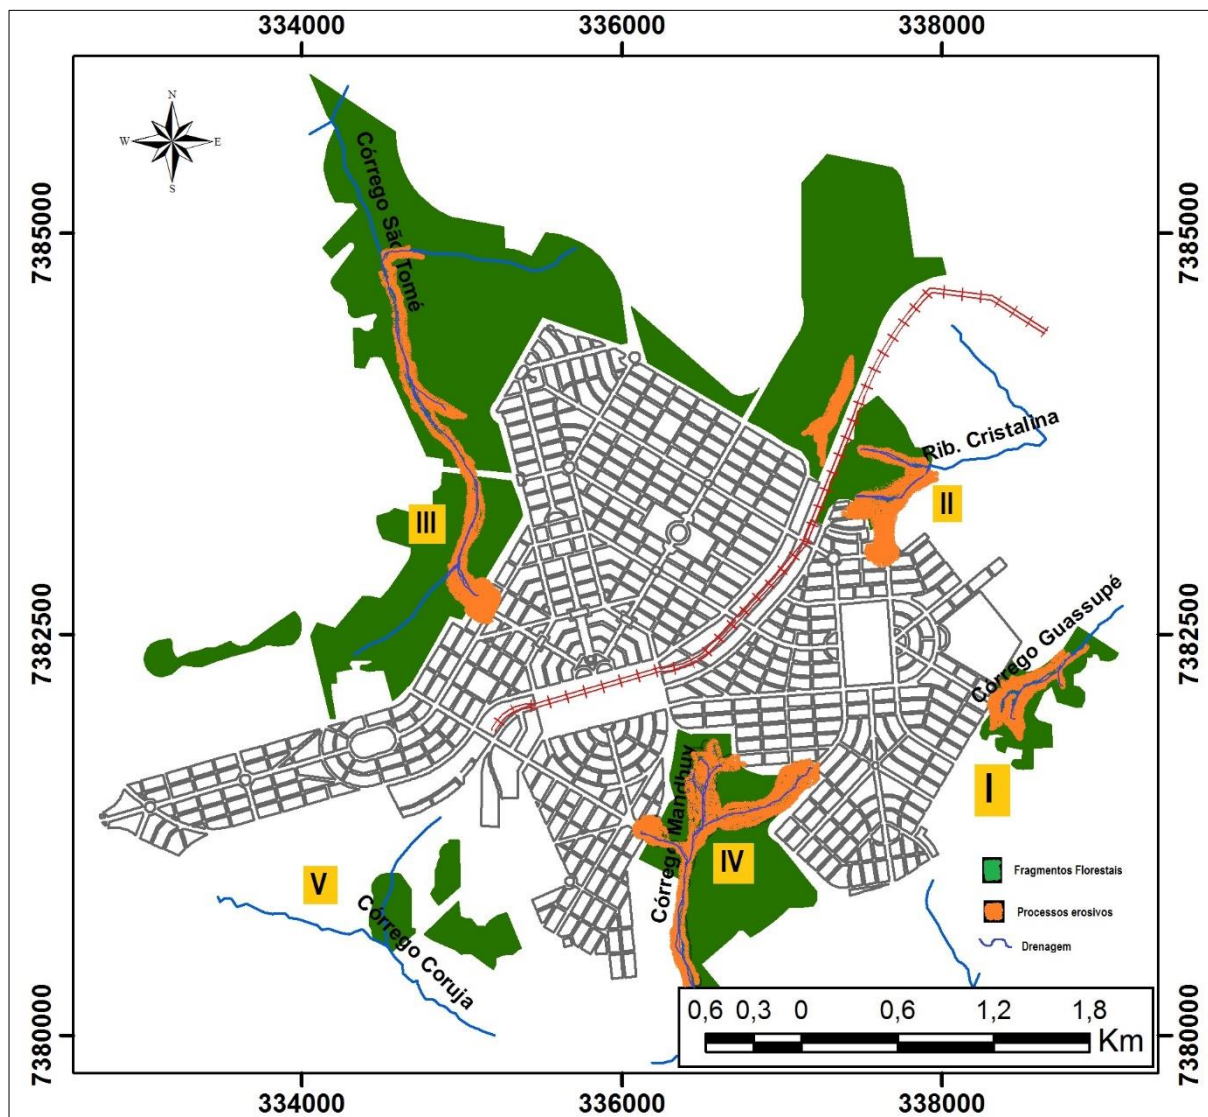 334000 336000 338000
N
W E
S
7385000
7385000
Córrego São Tomé
Rib. Cristalina
II
III
7382500
7382500
Córrego Guassupé
I
Córrego Mandhuy
IV
V
Córrego Coruja
Fragmentos Florestais
Processos erosivos
Drenagem
0,6 0,3 0 0,6 1,2 1,8
Km
7380000
7380000
334000 336000 338000